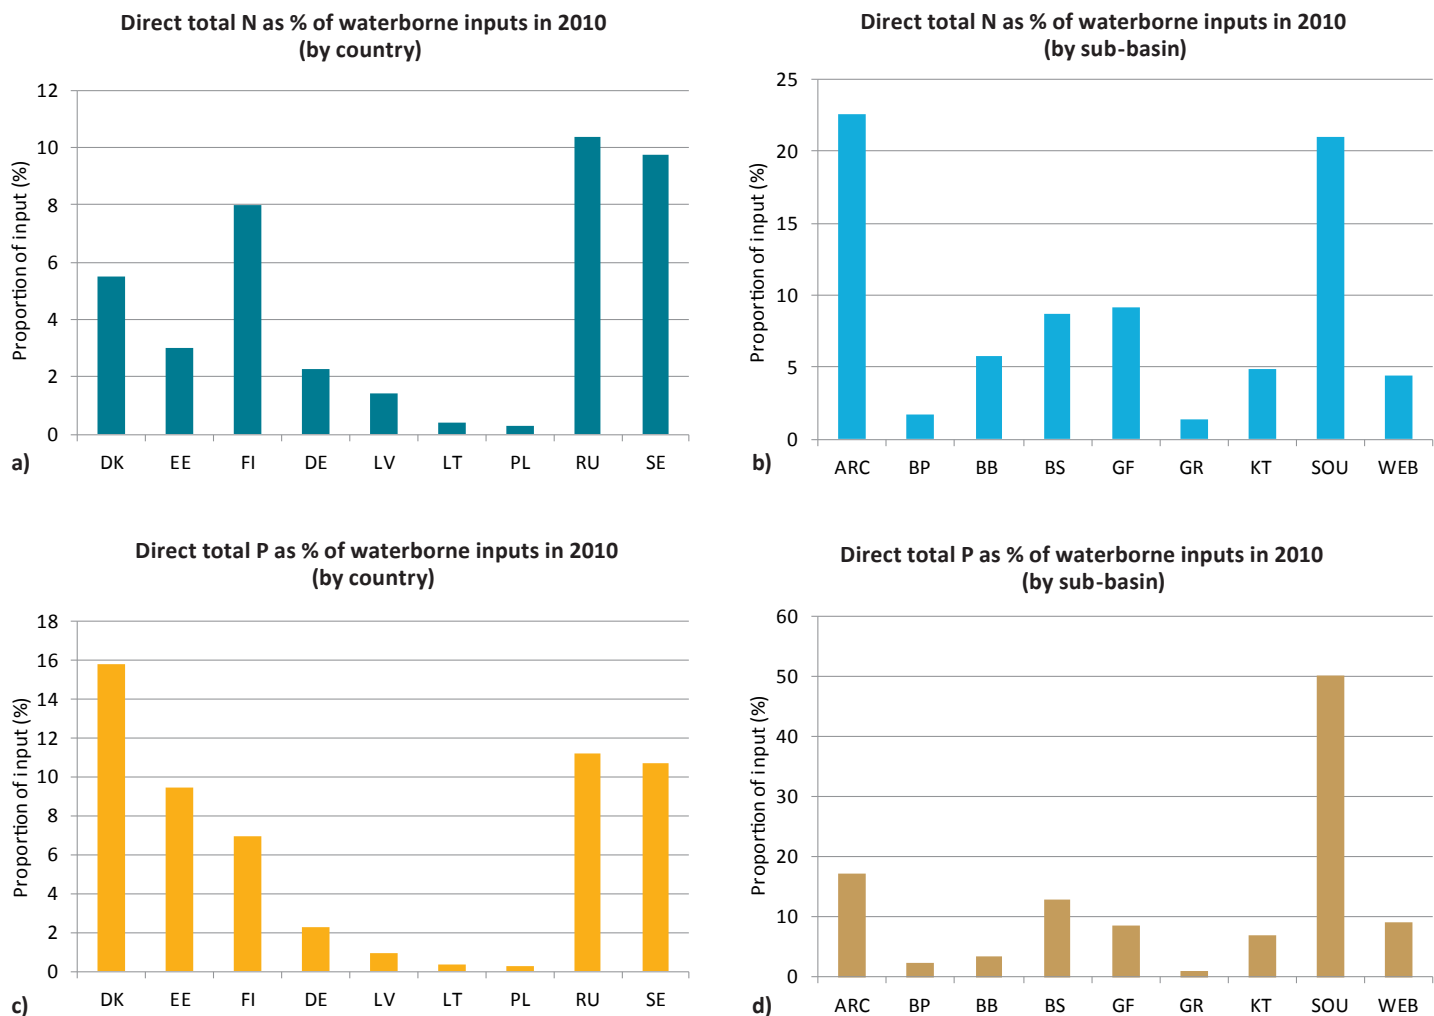 Direct total N as % of waterborne inputs in 2010
(by country)
Proportion of input (%)
12
10
8
6
4
2
0
DK EE FI DE LV LT PL RU SE
a)
Direct total N as % of waterborne inputs in 2010
(by sub-basin)
Proportion of input (%)
25
20
15
10
5
0
ARC BP BB BS GF GR KT SOU WEB
b)
Direct total P as % of waterborne inputs in 2010
(by country)
Proportion of input (%)
18
16
14
12
10
8
6
4
2
0
DK EE FI DE LV LT PL RU SE
c)
Direct total P as % of waterborne inputs in 2010
(by sub-basin)
Proportion of input (%)
60
50
40
30
20
10
0
ARC BP BB BS GF GR KT SOU WEB
d)